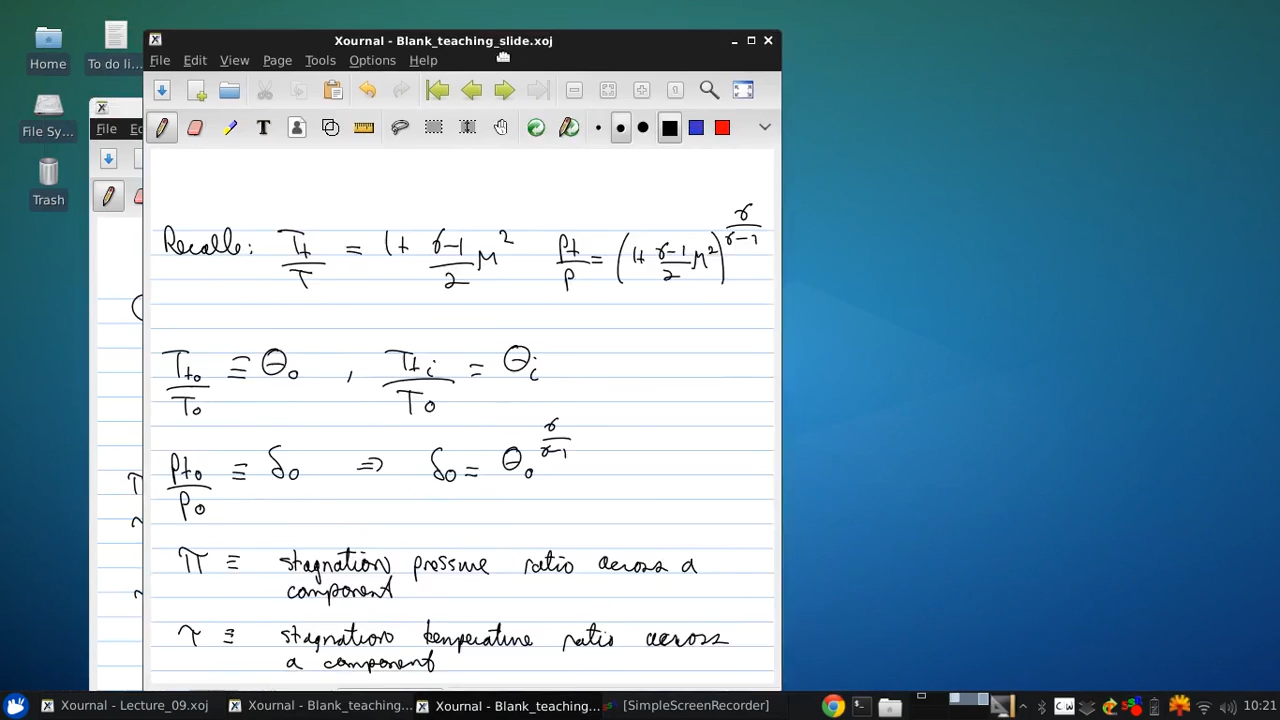 Xournal - Blank_teaching_slide.xoj
File Edit View Page Tools Options Help
Home
To do li...
File Sy...
File
Trash
Recall: Tt/T = 1+ γ-1/2 M² pt/p = (1+ γ-1/2 M²)^γ/γ-1
Tt₀/T₀ ≡ θ₀ , Tti/T₀ = θi
pt₀/p₀ ≡ δ₀ ⇒ δ₀ = θ₀^γ/γ-1
π ≡ stagnation pressure ratio across a
component
τ ≡ stagnation temperature ratio across
a component
Xournal - Lecture_09.xoj Xournal - Blank_teaching... Xournal - Blank_teaching... [SimpleScreenRecorder] 10:21